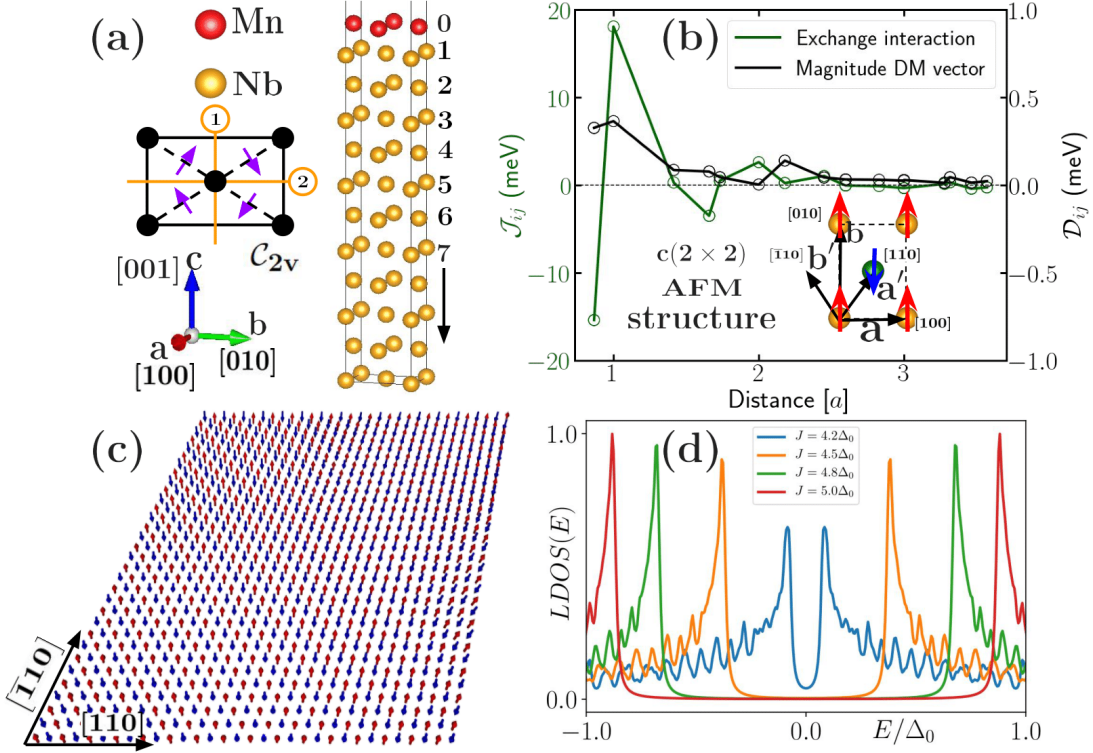 (a)
Mn
Nb
1
2
C₂ᵥ
[001]
c
b
a
[010]
[100]
0
1
2
3
4
5
6
7
(b)
Exchange interaction
Magnitude DM vector
20
10
0
−10
−20
𝒥ᵢⱼ (meV)
1.0
0.5
0.0
−0.5
−1.0
𝒟ᵢⱼ (meV)
1
2
3
Distance [a]
c(2 × 2)
AFM
structure
[010]
b
[1̄10]
b′
[110]
a′
a
[100]
(c)
[1̄10]
[110]
(d)
J = 4.2Δ₀
J = 4.5Δ₀
J = 4.8Δ₀
J = 5.0Δ₀
1.0
0.0
LDOS(E)
-1.0
0.0
1.0
E/Δ₀